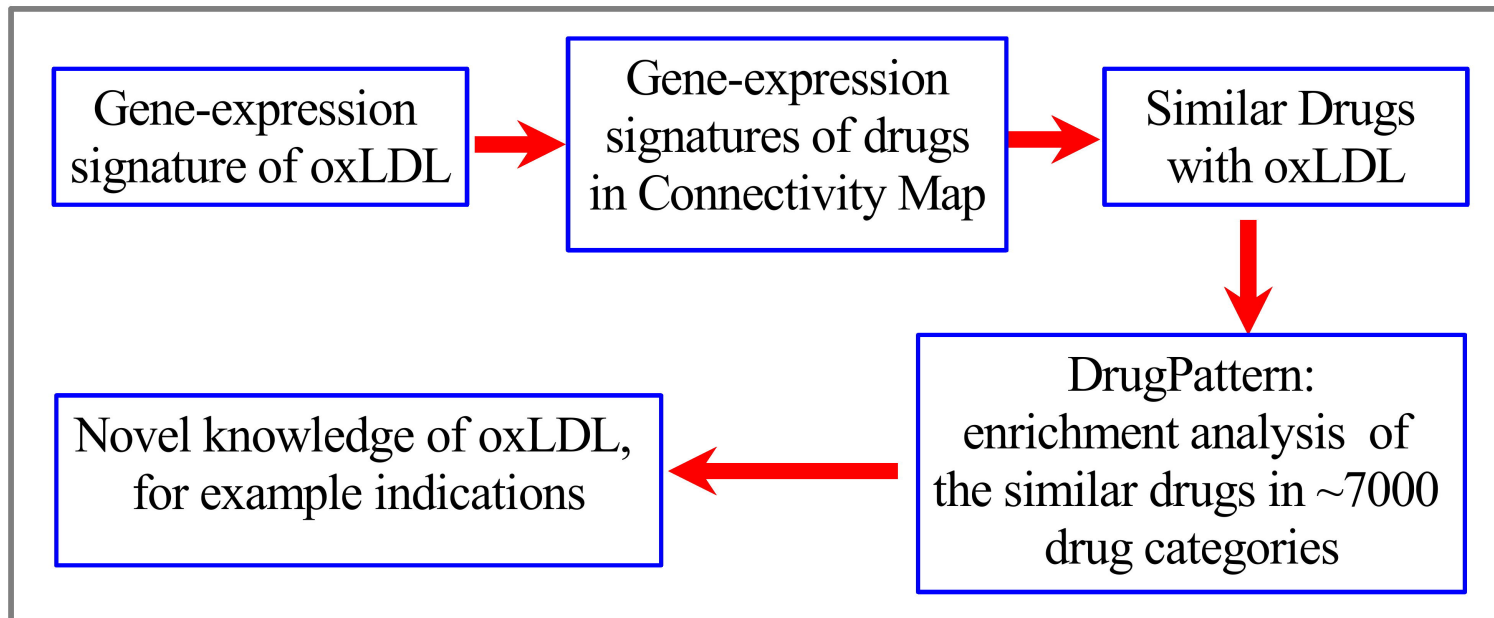 Gene-expression
signature of oxLDL
Gene-expression
signatures of drugs
in Connectivity Map
Similar Drugs
with oxLDL
DrugPattern:
enrichment analysis of
the similar drugs in ~7000
drug categories
Novel knowledge of oxLDL,
for example indications